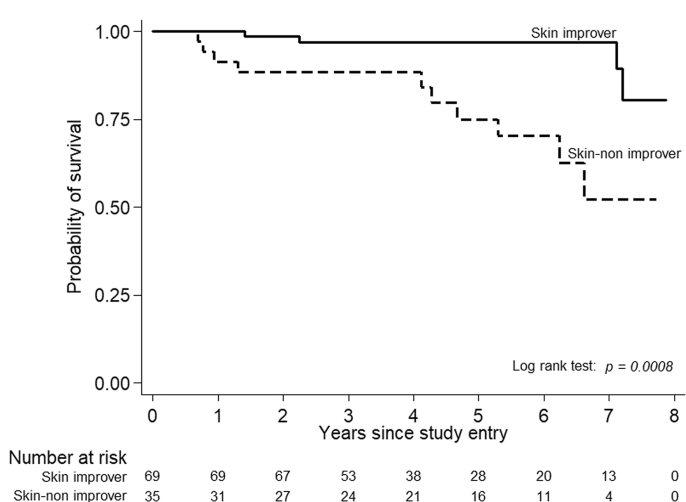 1.00
0.75
0.50
0.25
0.00
Probability of survival
Skin improver
Skin-non improver
Log rank test: p = 0.0008
0 1 2 3 4 5 6 7 8
Years since study entry
Number at risk
Skin improver 69 69 67 53 38 28 20 13 0
Skin-non improver 35 31 27 24 21 16 11 4 0